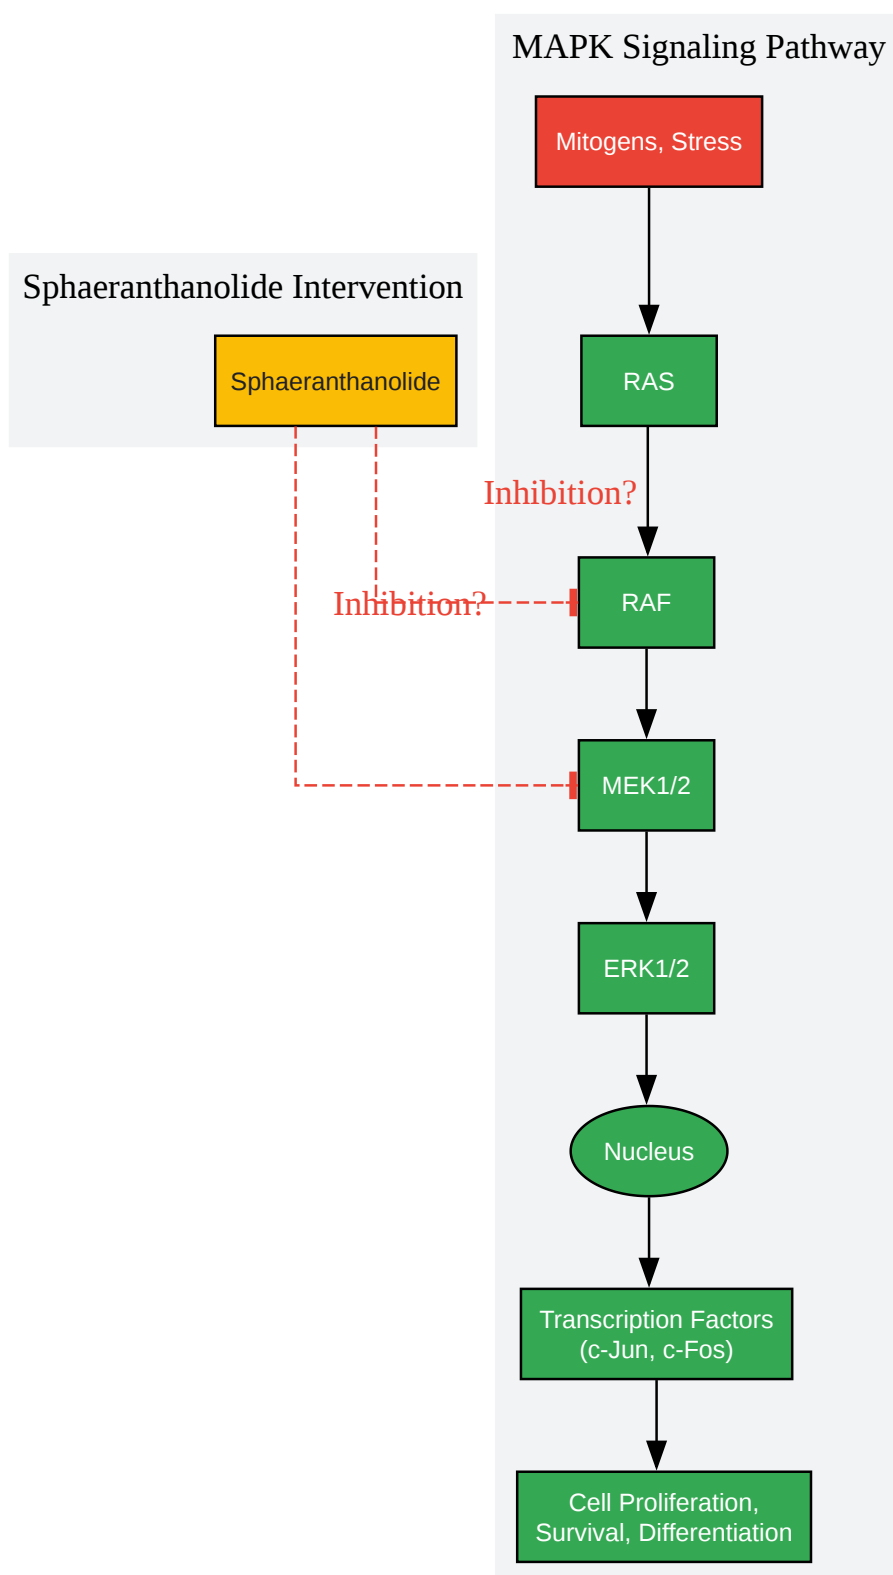 MAPK Signaling Pathway
Mitogens, Stress
Sphaeranthanolide Intervention
Sphaeranthanolide
RAS
Inhibition?
Inhibition?
RAF
MEK1/2
ERK1/2
Nucleus
Transcription Factors
(c-Jun, c-Fos)
Cell Proliferation,
Survival, Differentiation